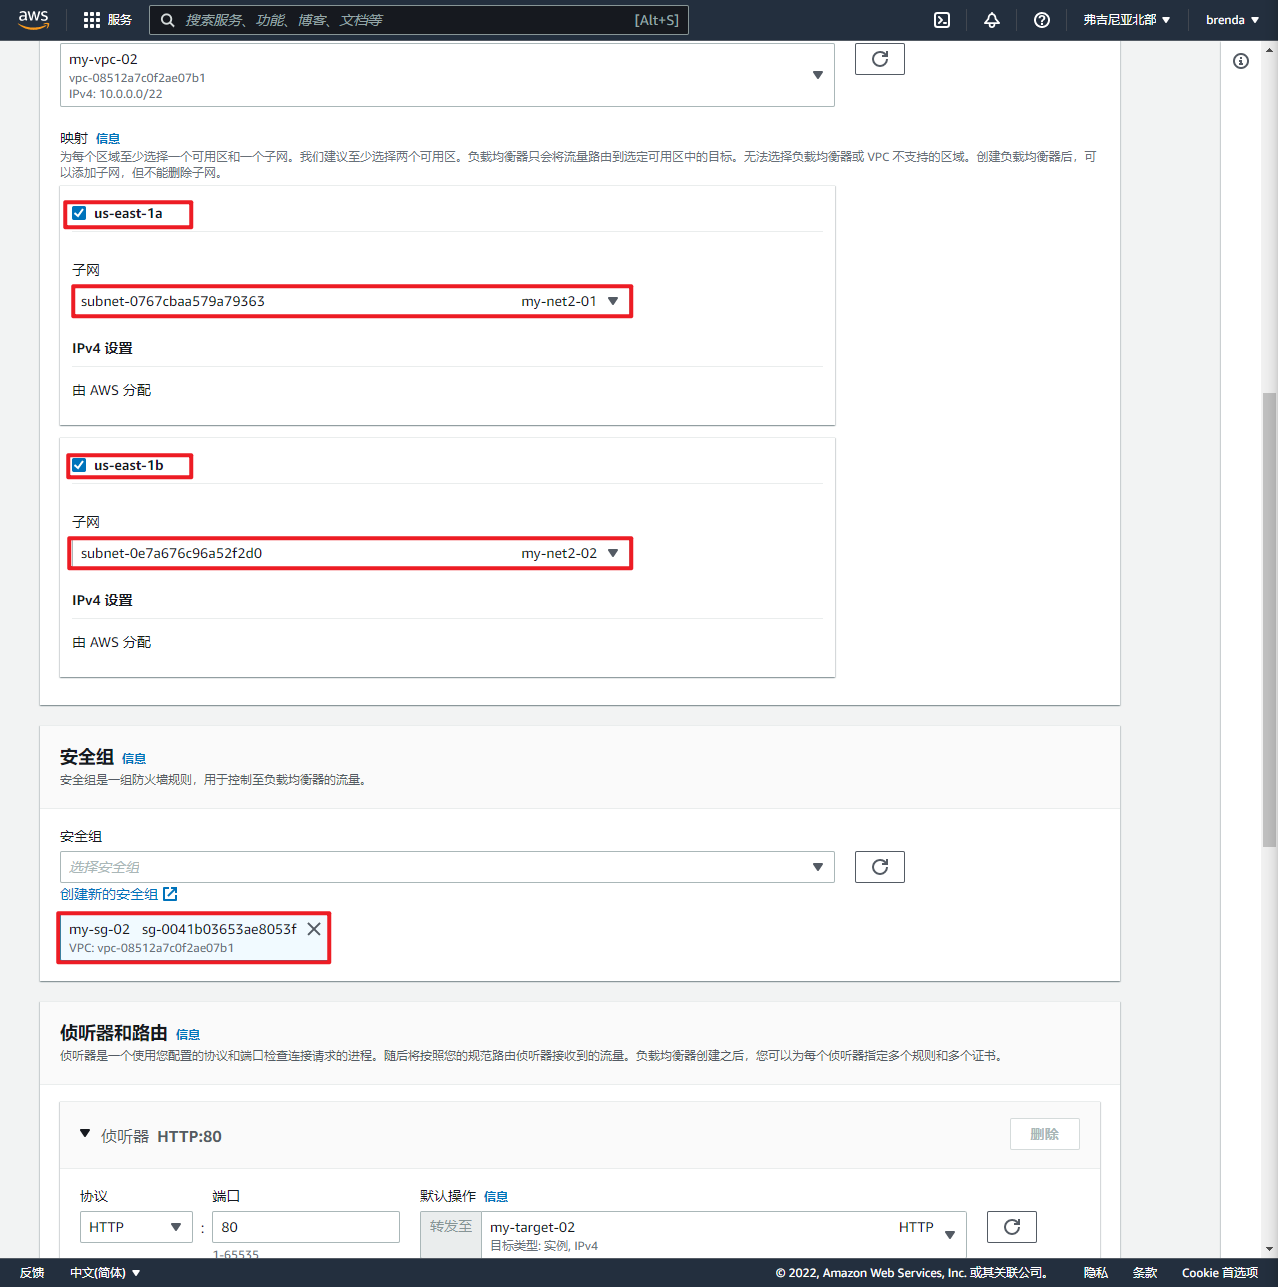 aws 服务 搜索服务、功能、博客、文档等 [Alt+S] 弗吉尼亚北部 brenda
my-vpc-02
vpc-08512a7c0f2ae07b1
IPv4: 10.0.0.0/22
映射 信息
为每个区域至少选择一个可用区和一个子网。我们建议至少选择两个可用区。负载均衡器只会将流量路由到选定可用区中的目标。无法选择负载均衡器或 VPC 不支持的区域。创建负载均衡器后，可
以添加子网，但不能删除子网。
us-east-1a
子网
subnet-0767cbaa579a79363 my-net2-01
IPv4 设置
由 AWS 分配
us-east-1b
子网
subnet-0e7a676c96a52f2d0 my-net2-02
IPv4 设置
由 AWS 分配
安全组 信息
安全组是一组防火墙规则，用于控制至负载均衡器的流量。
安全组
选择安全组
创建新的安全组
my-sg-02 sg-0041b03653ae8053f
VPC: vpc-08512a7c0f2ae07b1
侦听器和路由 信息
侦听器是一个使用您配置的协议和端口检查连接请求的进程。随后将按照您的规范路由侦听器接收到的流量。负载均衡器创建之后，您可以为每个侦听器指定多个规则和多个证书。
侦听器 HTTP:80 删除
协议 端口 默认操作 信息
HTTP : 80 转发至 my-target-02 HTTP
目标类型: 实例, IPv4
1-65535
反馈 中文(简体) © 2022, Amazon Web Services, Inc. 或其关联公司。 隐私 条款 Cookie 首选项